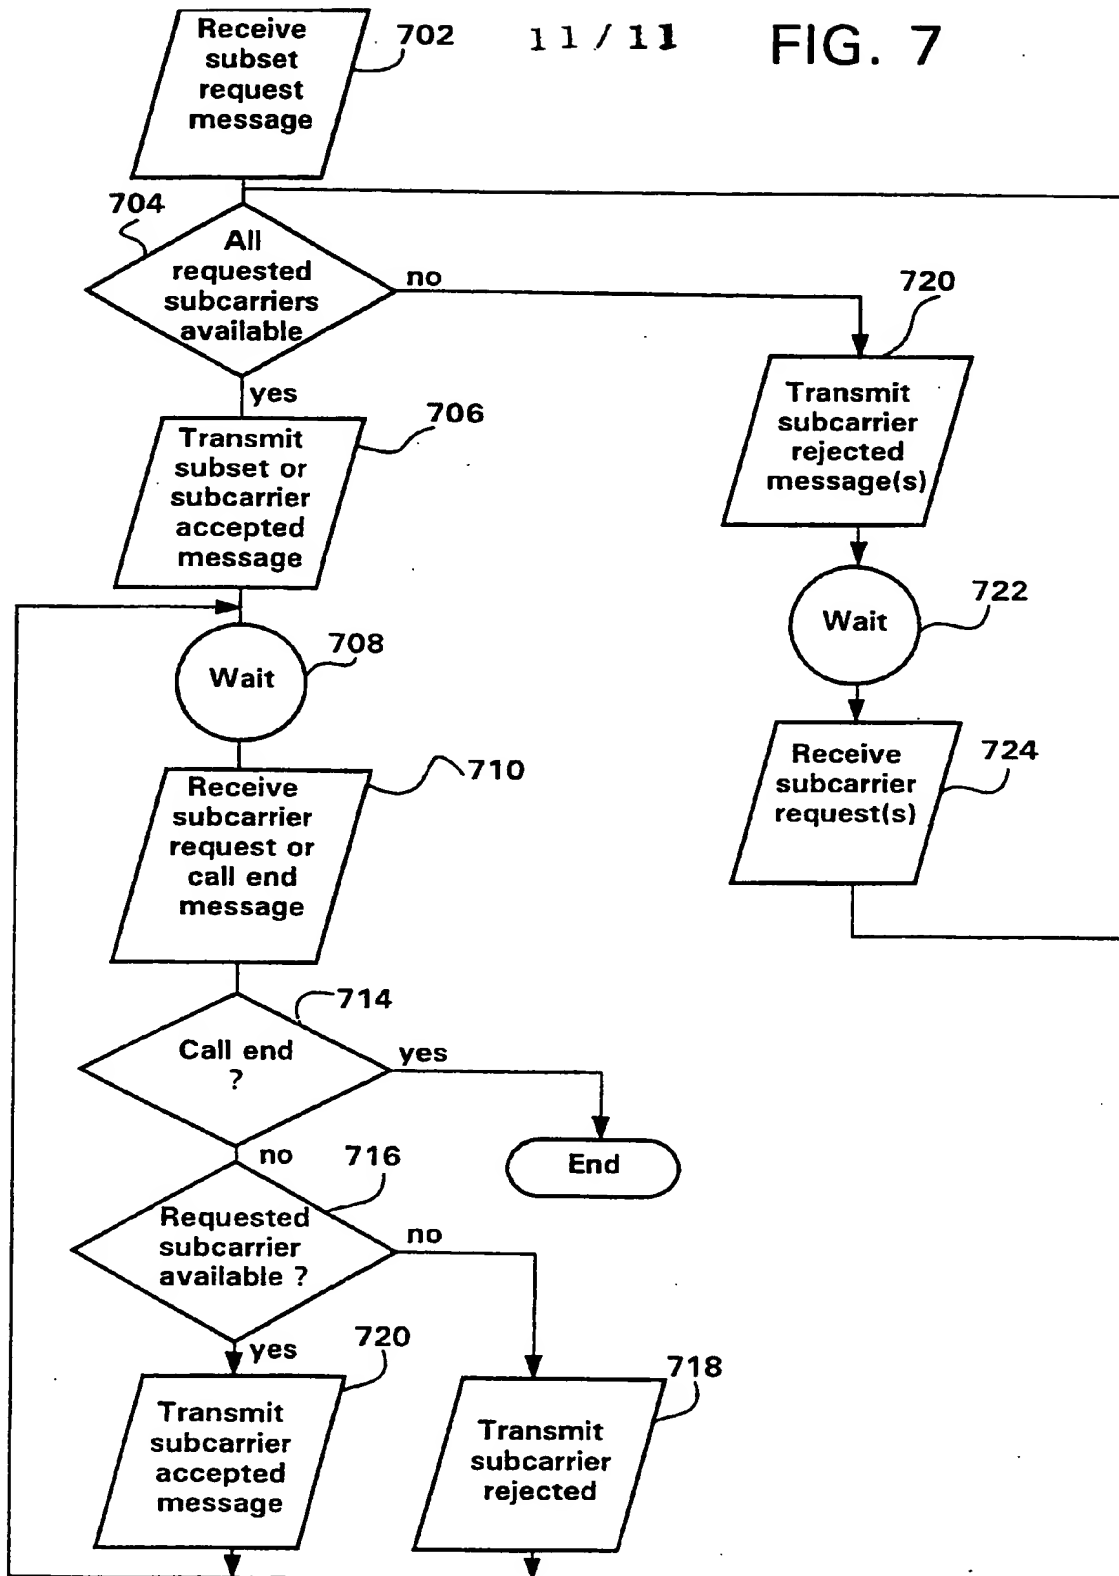 11/11
FIG. 7
Receive
subset
request
message
702
704
All
requested
subcarriers
available
no
yes
720
Transmit
subcarrier
rejected
message(s)
706
Transmit
subset or
subcarrier
accepted
message
Wait
722
Wait
708
Receive
subcarrier
request(s)
724
Receive
subcarrier
request or
call end
message
710
714
Call end
?
yes
no
End
716
Requested
subcarrier
available ?
no
yes
720
Transmit
subcarrier
accepted
message
718
Transmit
subcarrier
rejected